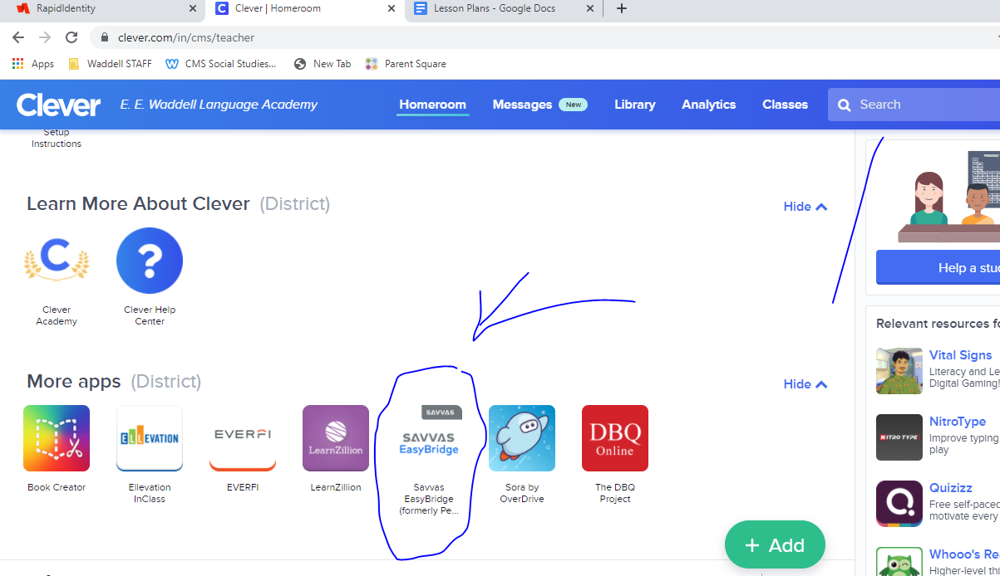 RapidIdentity
Clever | Homeroom
Lesson Plans - Google Docs
clever.com/in/cms/teacher
Apps
Waddell STAFF
CMS Social Studies...
New Tab
Parent Square
Clever
E. E. Waddell Language Academy
Homeroom
Messages
New
Library
Analytics
Classes
Search
Setup
Instructions
Learn More About Clever (District)
Hide
Clever
Academy
Clever Help
Center
More apps (District)
Hide
Book Creator
ELLEVATION
Ellevation
InClass
EVERFI
EVERFI
LearnZillion
LearnZillion
SAVVAS
SAVVAS
EasyBridge
Savvas
EasyBridge
(formerly Pe...
Sora by
OverDrive
DBQ
Online
The DBQ
Project
+ Add
Help a stu
Relevant resources fo
Vital Signs
Literacy and Le
Digital Gaming!
NITRO TYPE
NitroType
Improve typing
play
Quizizz
Free self-paced
motivate every
Whooo's Re
Higher-level thi